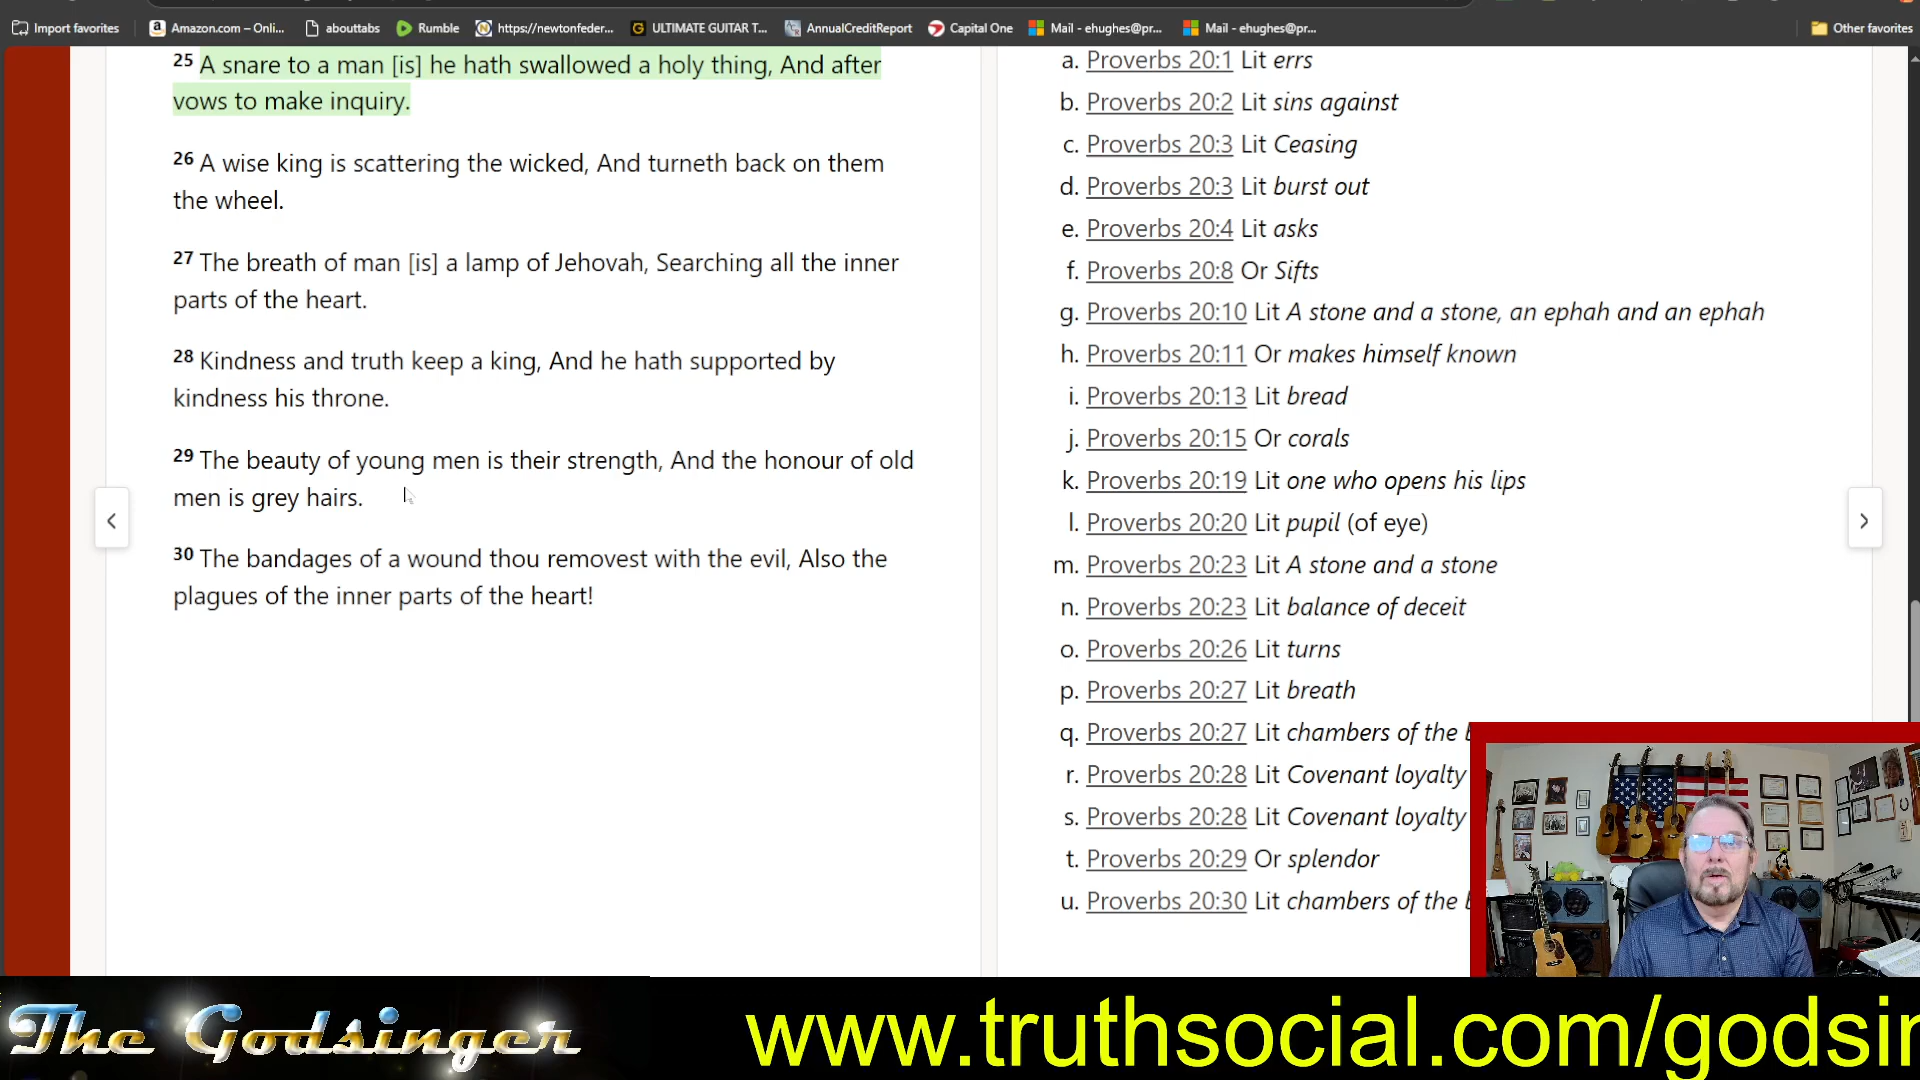 Import favorites
Amazon.com – Onli...
abouttabs
Rumble
https://newtonfeder...
ULTIMATE GUITAR T...
AnnualCreditReport
Capital One
Mail - ehughes@pr...
Mail - ehughes@pr...
Other favorites
25 A snare to a man [is] he hath swallowed a holy thing, And after
vows to make inquiry.
26 A wise king is scattering the wicked, And turneth back on them
the wheel.
27 The breath of man [is] a lamp of Jehovah, Searching all the inner
parts of the heart.
28 Kindness and truth keep a king, And he hath supported by
kindness his throne.
29 The beauty of young men is their strength, And the honour of old
men is grey hairs.
30 The bandages of a wound thou removest with the evil, Also the
plagues of the inner parts of the heart!
a. Proverbs 20:1 Lit errs
b. Proverbs 20:2 Lit sins against
c. Proverbs 20:3 Lit Ceasing
d. Proverbs 20:3 Lit burst out
e. Proverbs 20:4 Lit asks
f. Proverbs 20:8 Or Sifts
g. Proverbs 20:10 Lit A stone and a stone, an ephah and an ephah
h. Proverbs 20:11 Or makes himself known
i. Proverbs 20:13 Lit bread
j. Proverbs 20:15 Or corals
k. Proverbs 20:19 Lit one who opens his lips
l. Proverbs 20:20 Lit pupil (of eye)
m. Proverbs 20:23 Lit A stone and a stone
n. Proverbs 20:23 Lit balance of deceit
o. Proverbs 20:26 Lit turns
p. Proverbs 20:27 Lit breath
q. Proverbs 20:27 Lit chambers of the
r. Proverbs 20:28 Lit Covenant loyalty
s. Proverbs 20:28 Lit Covenant loyalty
t. Proverbs 20:29 Or splendor
u. Proverbs 20:30 Lit chambers of the
The Godsinger
www.truthsocial.com/godsin